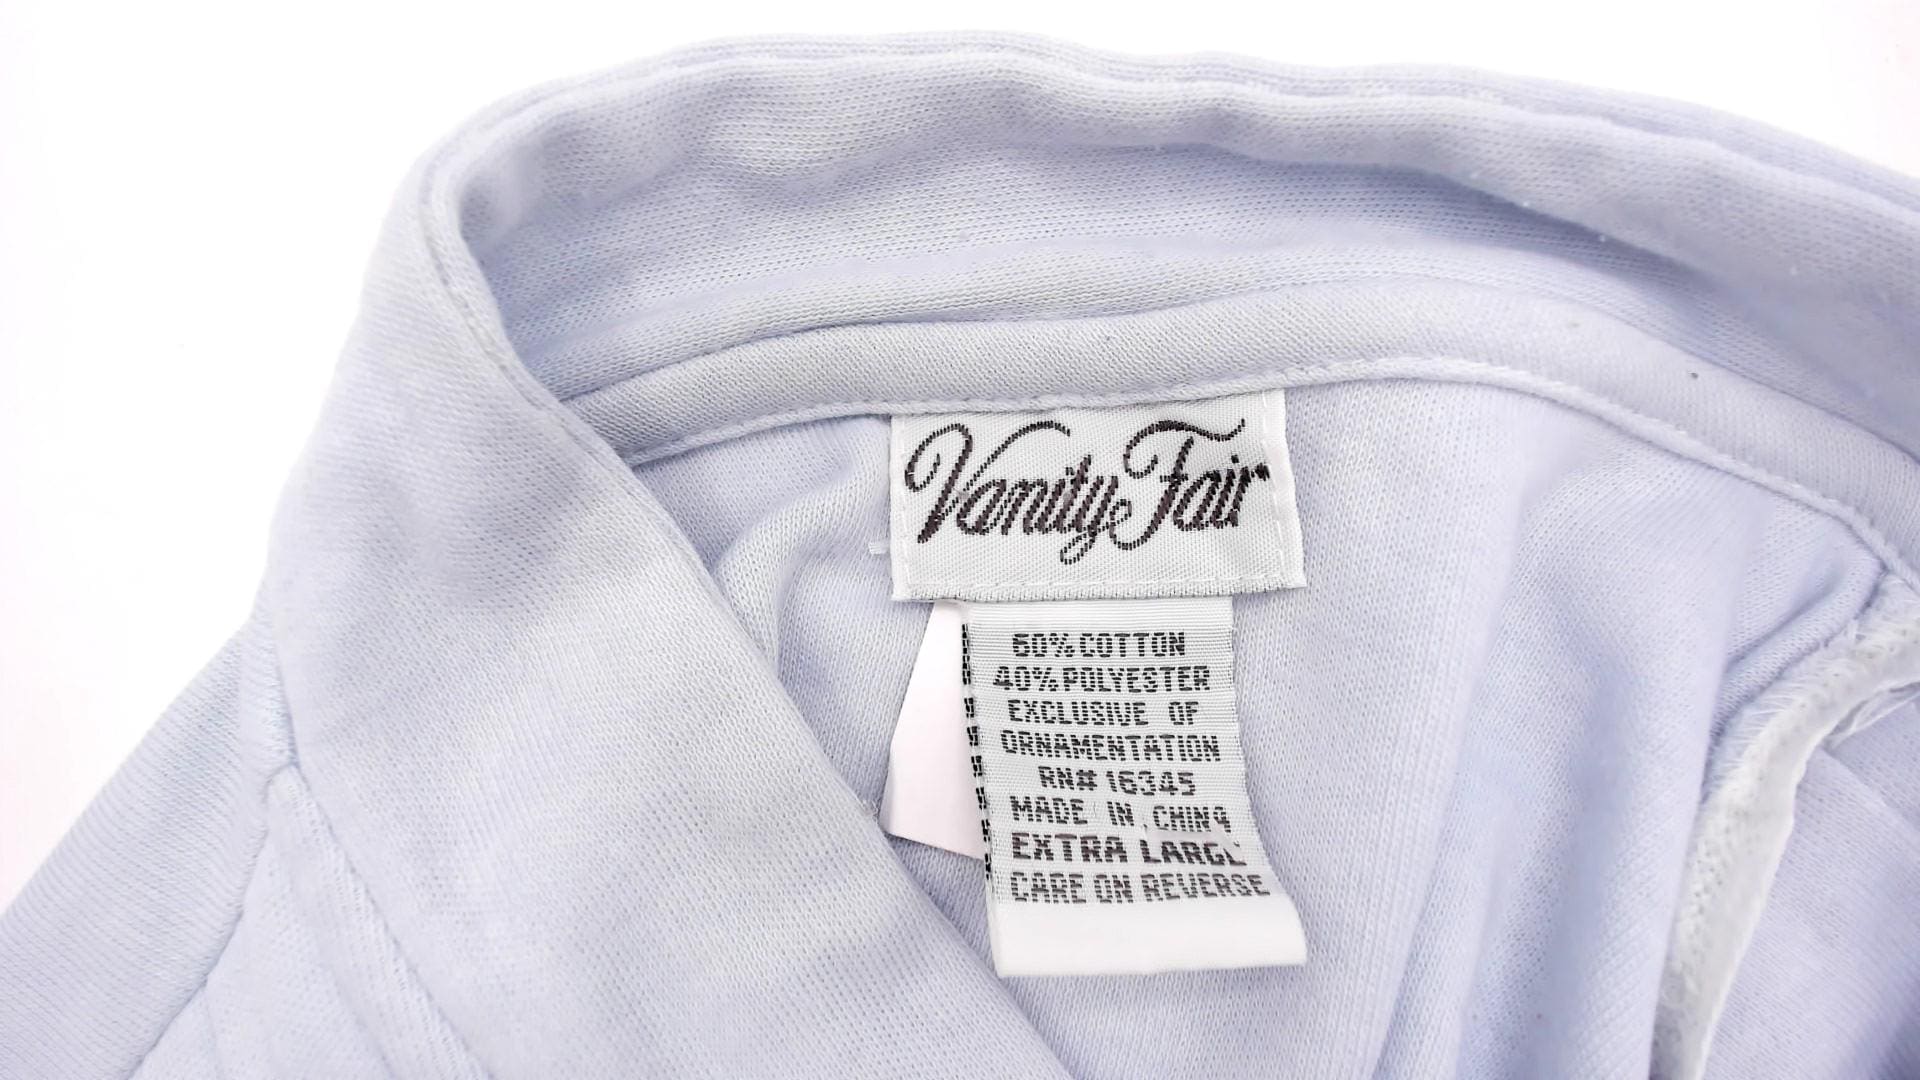 Vanity Fair
60% COTTON
40% POLYESTER
EXCLUSIVE OF
ORNAMENTATION
RN# 16345
MADE IN CHINA
EXTRA LARGE
CARE ON REVERSE